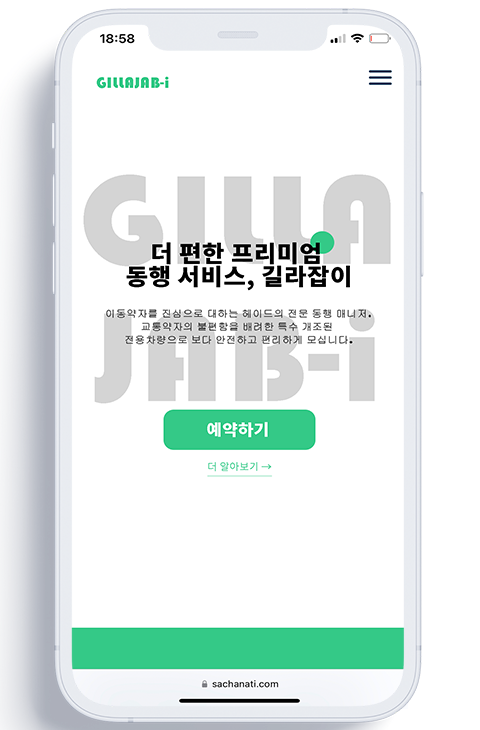 18:58
GILLAJAB-i
GILLA
더 편한 프리미엄
동행 서비스, 길라잡이
이동약자를 진심으로 대하는 헤이드의 전문 동행 매니저.
교통약자의 불편함을 배려한 특수 개조된
전용차량으로 보다 안전하고 편리하게 모십니다.
JAB-i
예약하기
더 알아보기 →
sachanati.com